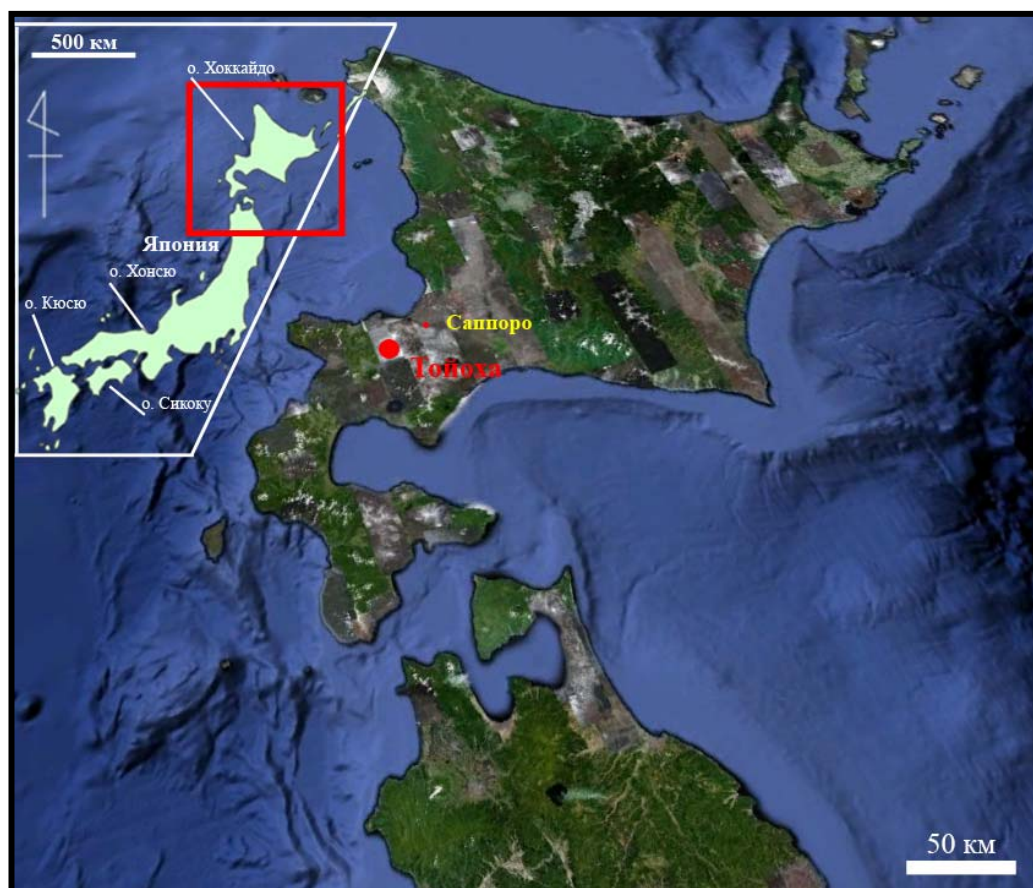 500 км
о. Хоккайдо
Япония
о. Хонсю
о. Кюсю
о. Сикоку
Саппоро
Тойоха
50 км